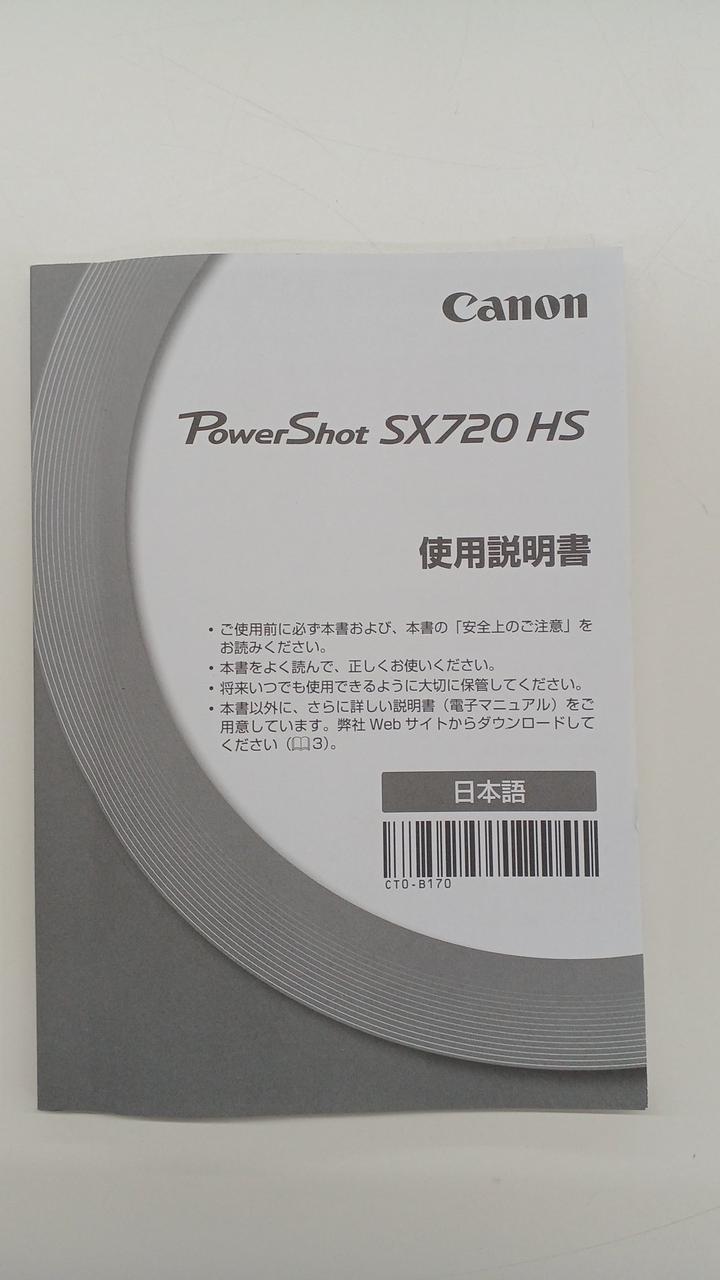 Canon
PowerShot SX720 HS
使用説明書
• ご使用前に必ず本書および、本書の「安全上のご注意」を
お読みください。
• 本書をよく読んで、正しくお使いください。
• 将来いつでも使用できるように大切に保管してください。
• 本書以外に、さらに詳しい説明書（電子マニュアル）をご
用意しています。弊社 Web サイトからダウンロードして
ください（📖3）。
日本語
CT0-B170